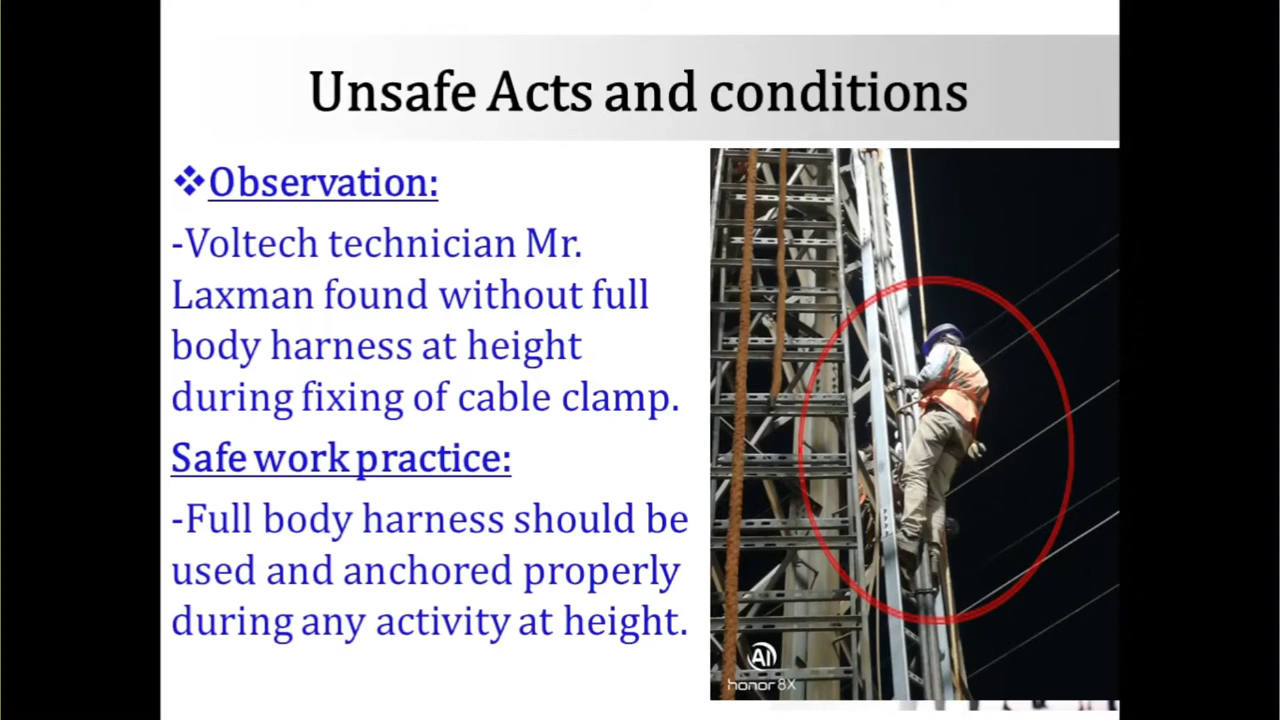 Unsafe Acts and conditions
❖Observation:
-Voltech technician Mr.
Laxman found without full
body harness at height
during fixing of cable clamp.
Safe work practice:
-Full body harness should be
used and anchored properly
during any activity at height.
AI
honor 8X